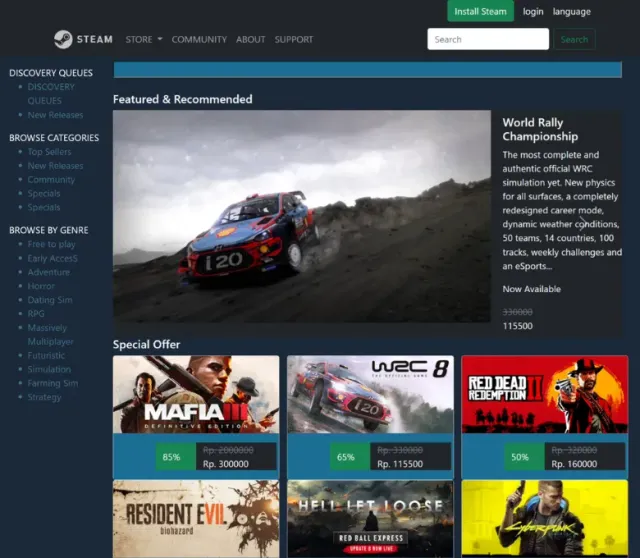 Install Steam login language
STEAM STORE COMMUNITY ABOUT SUPPORT Search Search
DISCOVERY QUEUES
DISCOVERY
QUEUES
New Releases
BROWSE CATEGORIES
Top Sellers
New Releases
Community
Specials
Specials
BROWSE BY GENRE
Free to play
Early AccesS
Adventure
Horror
Dating Sim
RPG
Massively
Multiplayer
Futuristic
Simulation
Farming Sim
Strategy
Featured & Recommended
i20
World Rally
Championship
The most complete and
authentic official WRC
simulation yet. New physics
for all surfaces, a completely
redesigned career mode,
dynamic weather conditions,
50 teams, 14 countries, 100
tracks, weekly challenges and
an eSports...
Now Available
330000
115500
Special Offer
MAFIA III
DEFINITIVE EDITION
85%
Rp. 2000000
Rp. 300000
WRC 8
THE OFFICIAL GAME
i20
65%
Rp. 330000
Rp. 115500
RED DEAD
REDEMPTION II
50%
Rp. 320000
Rp. 160000
RESIDENT EVIL
biohazard
HELL LET LOOSE
RED BALL EXPRESS
UPDATE 8 NOW LIVE
CYBERPUNK